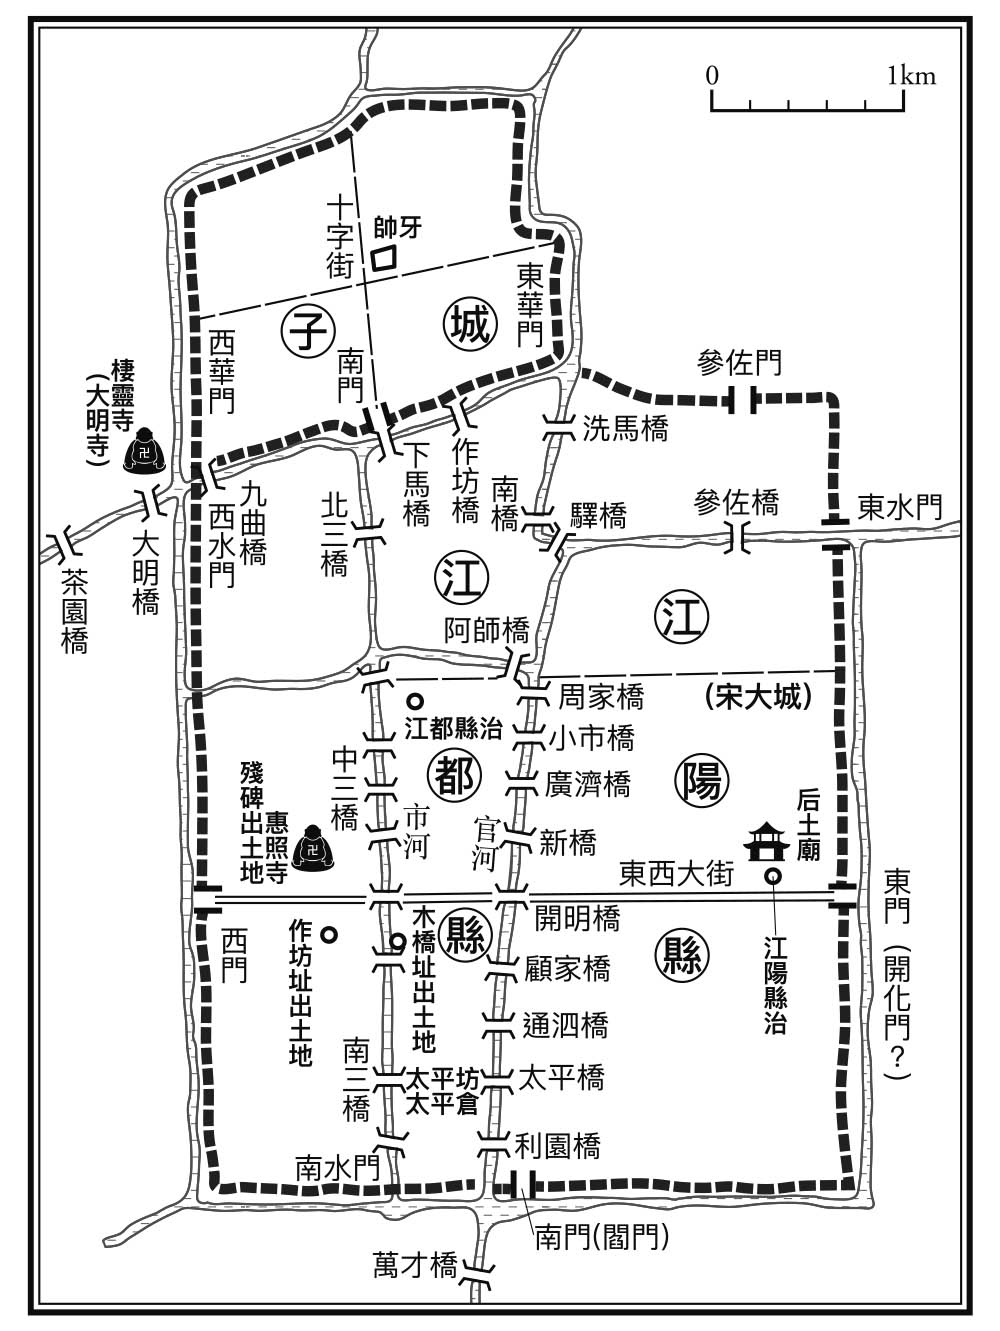 0
1km
十字街
帥牙
東華門
子
城
西華門
南門
參佐門
棲靈寺
(大明寺)
卍
洗馬橋
下馬橋
作坊橋
九曲橋
西水門
北三橋
南橋
驛橋
參佐橋
東水門
大明橋
茶園橋
江
江
阿師橋
周家橋
(宋大城)
江都縣治
小市橋
中三橋
都
廣濟橋
陽
殘碑出土地
惠照寺
卍
市河
官河
新橋
后土廟
東西大街
東門(開化門?)
開明橋
西門
作坊址出土地
木橋址出土地
縣
縣
顧家橋
江陽縣治
通泗橋
南三橋
太平坊
太平倉
太平橋
利園橋
南水門
南門(閻門)
萬才橋